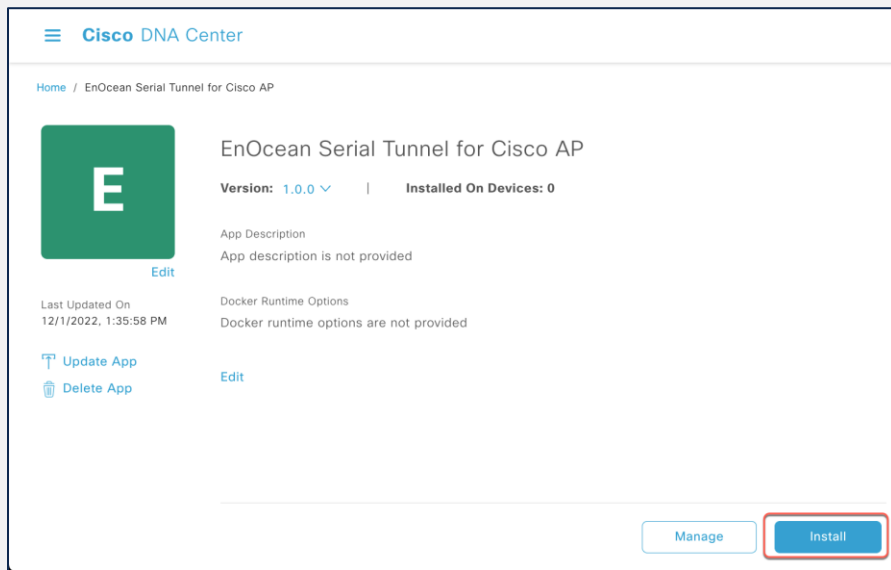 Cisco DNA Center
Home / EnOcean Serial Tunnel for Cisco AP
E
Edit
Last Updated On
12/1/2022, 1:35:58 PM
Update App
Delete App
EnOcean Serial Tunnel for Cisco AP
Version: 1.0.0 | Installed On Devices: 0
App Description
App description is not provided
Docker Runtime Options
Docker runtime options are not provided
Edit
Manage
Install